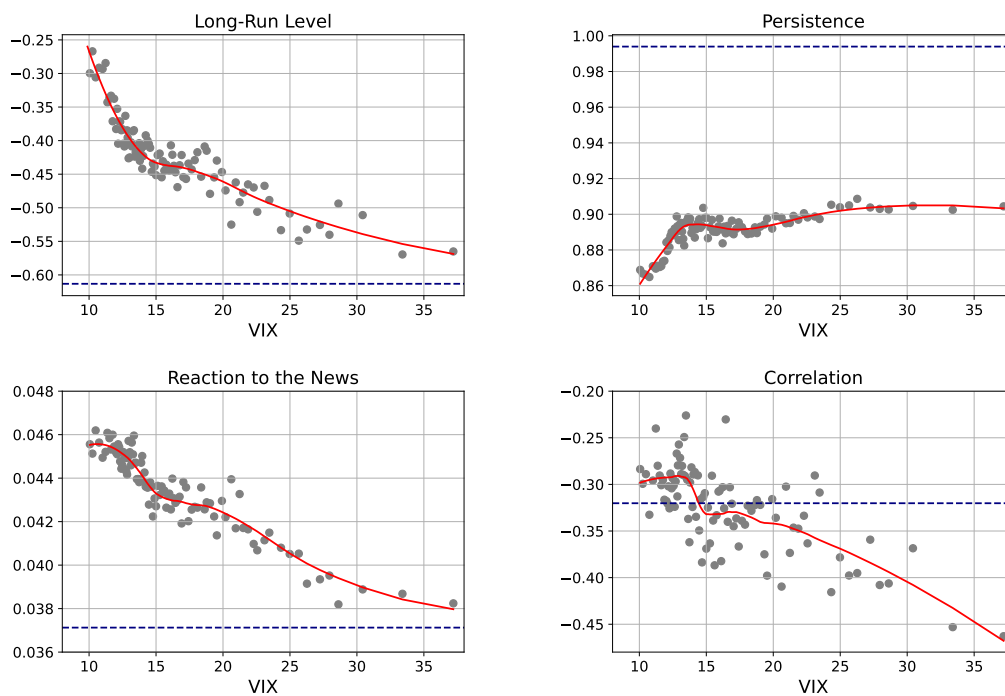 Long-Run Level
−0.25
−0.30
−0.35
−0.40
−0.45
−0.50
−0.55
−0.60
10 15 20 25 30 35
VIX
Persistence
1.00
0.98
0.96
0.94
0.92
0.90
0.88
0.86
10 15 20 25 30 35
VIX
Reaction to the News
0.048
0.046
0.044
0.042
0.040
0.038
0.036
10 15 20 25 30 35
VIX
Correlation
−0.20
−0.25
−0.30
−0.35
−0.40
−0.45
10 15 20 25 30 35
VIX